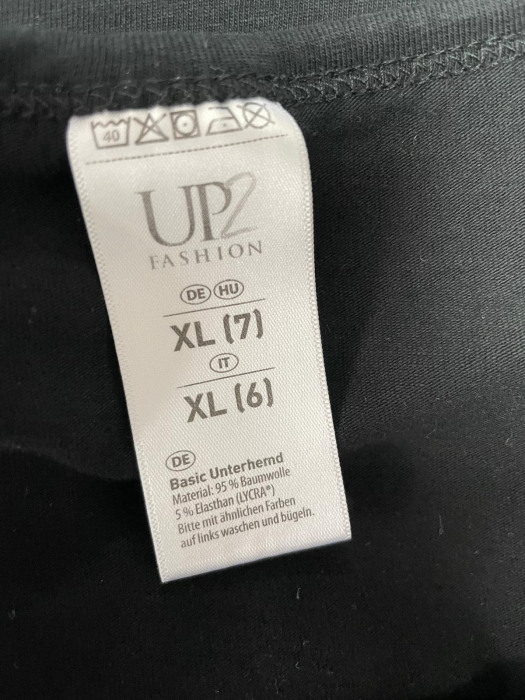 40
UP2
FASHION
DE HU
XL (7)
IT
XL (6)
DE
Basic Unterhemd
Material: 95 % Baumwolle
5 % Elasthan (LYCRA®)
Bitte mit ähnlichen Farben
auf links waschen und bügeln.